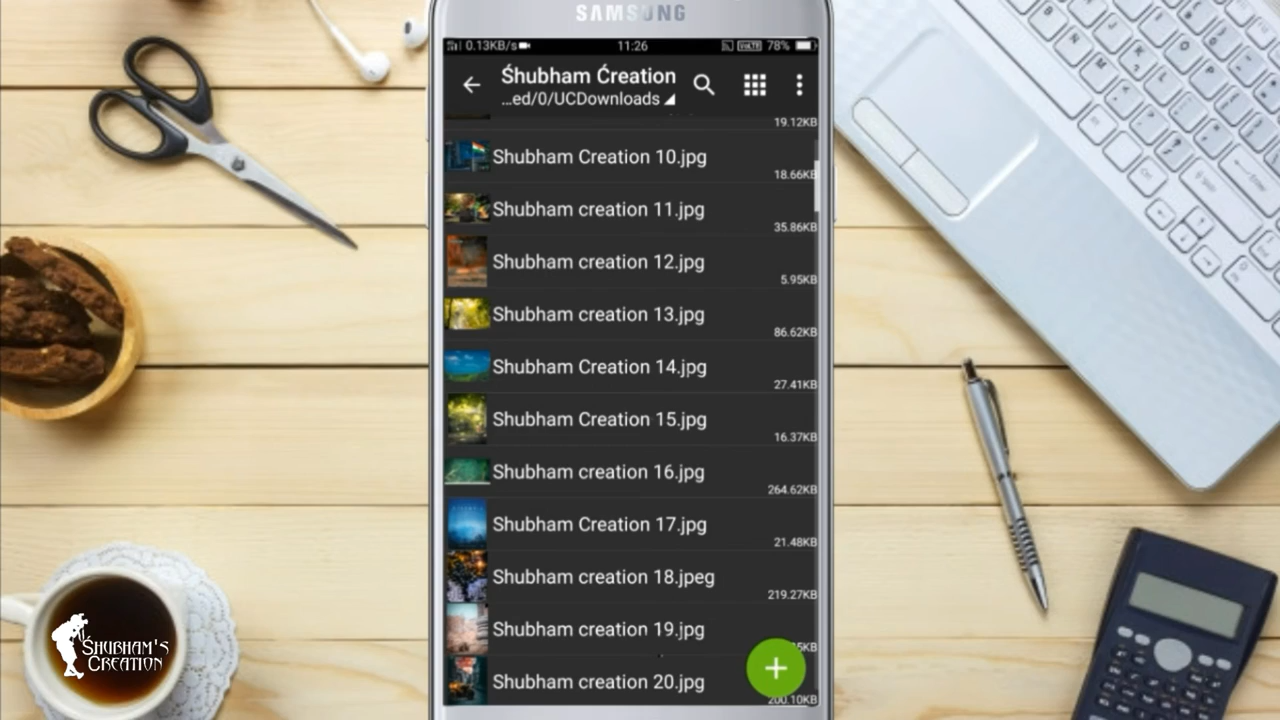 SAMSUNG
0.13KB/s
11:26
VoLTE
78%
Śhubham Ćreation
...ed/0/UCDownloads
19.12KB
Shubham Creation 10.jpg
18.66KB
Shubham creation 11.jpg
35.86KB
Shubham creation 12.jpg
5.95KB
Shubham creation 13.jpg
86.62KB
Shubham Creation 14.jpg
27.41KB
Shubham Creation 15.jpg
16.37KB
Shubham creation 16.jpg
264.62KB
Shubham Creation 17.jpg
21.48KB
Shubham creation 18.jpeg
219.27KB
Shubham creation 19.jpg
5KB
Shubham creation 20.jpg
200.10KB
SHUBHAM'S
CREATION